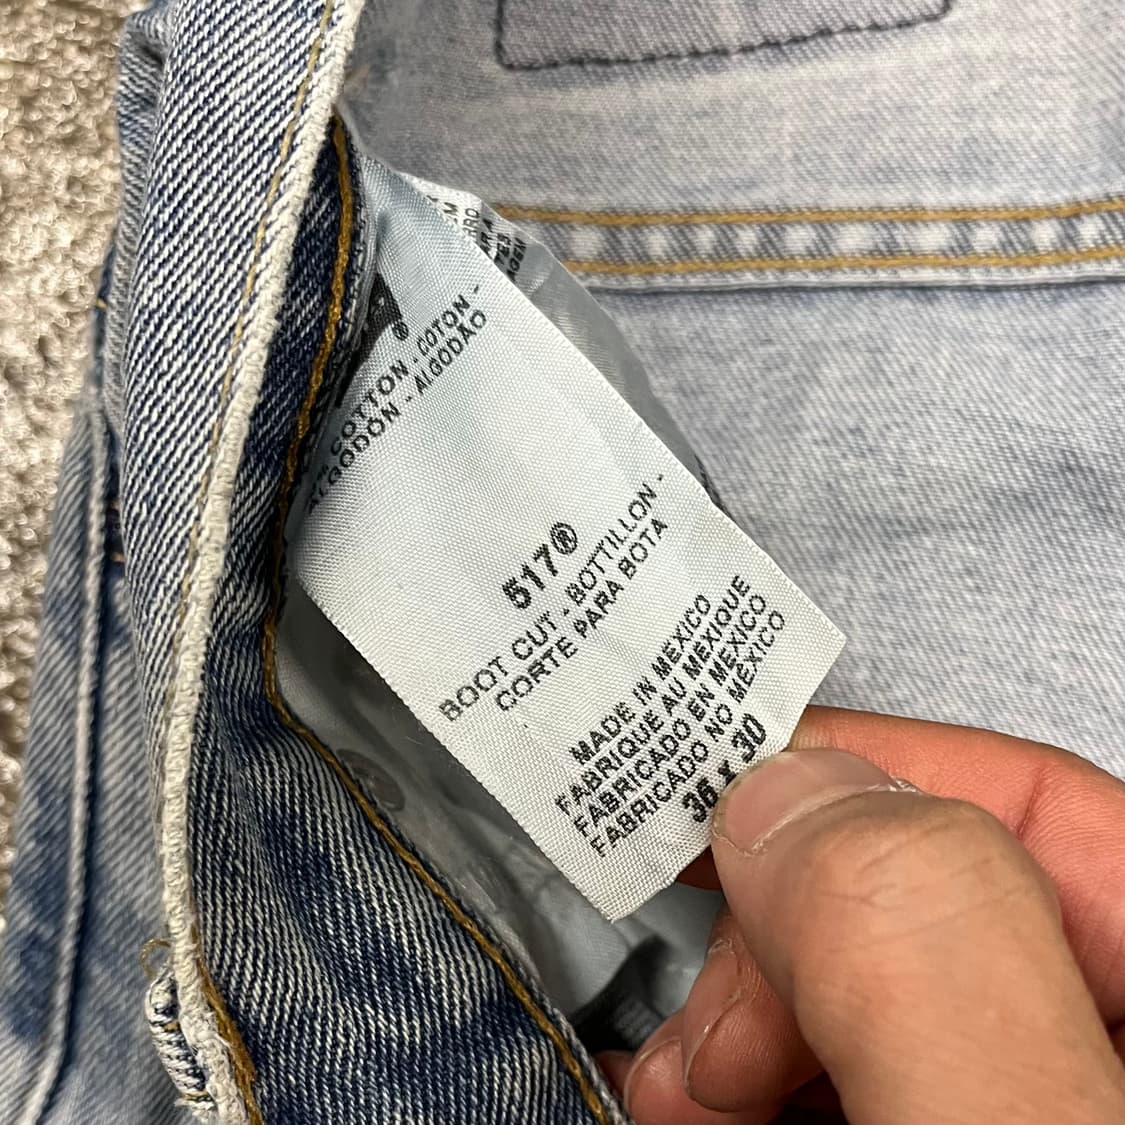 % COTTON - COTON -
ALGODÓN - ALGODÃO
517®
BOOT CUT - BOTTILLON -
CORTE PARA BOTA
MADE IN MEXICO
FABRIQUE AU MEXIQUE
FABRICADO EN MEXICO
FABRICADO NO MÉXICO
36 x 30